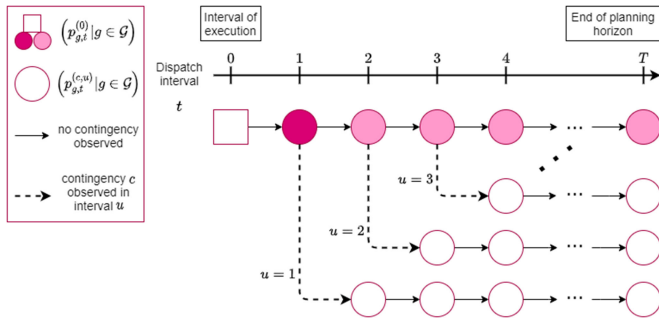 (p_{g,t}^{(0)} | g ∈ 𝒢)
(p_{g,t}^{(c,u)} | g ∈ 𝒢)
no contingency
observed
contingency c
observed in
interval u
Interval of
execution
End of planning
horizon
Dispatch
interval
t
0 1 2 3 4 T
...
u = 3
...
u = 2
...
u = 1
...